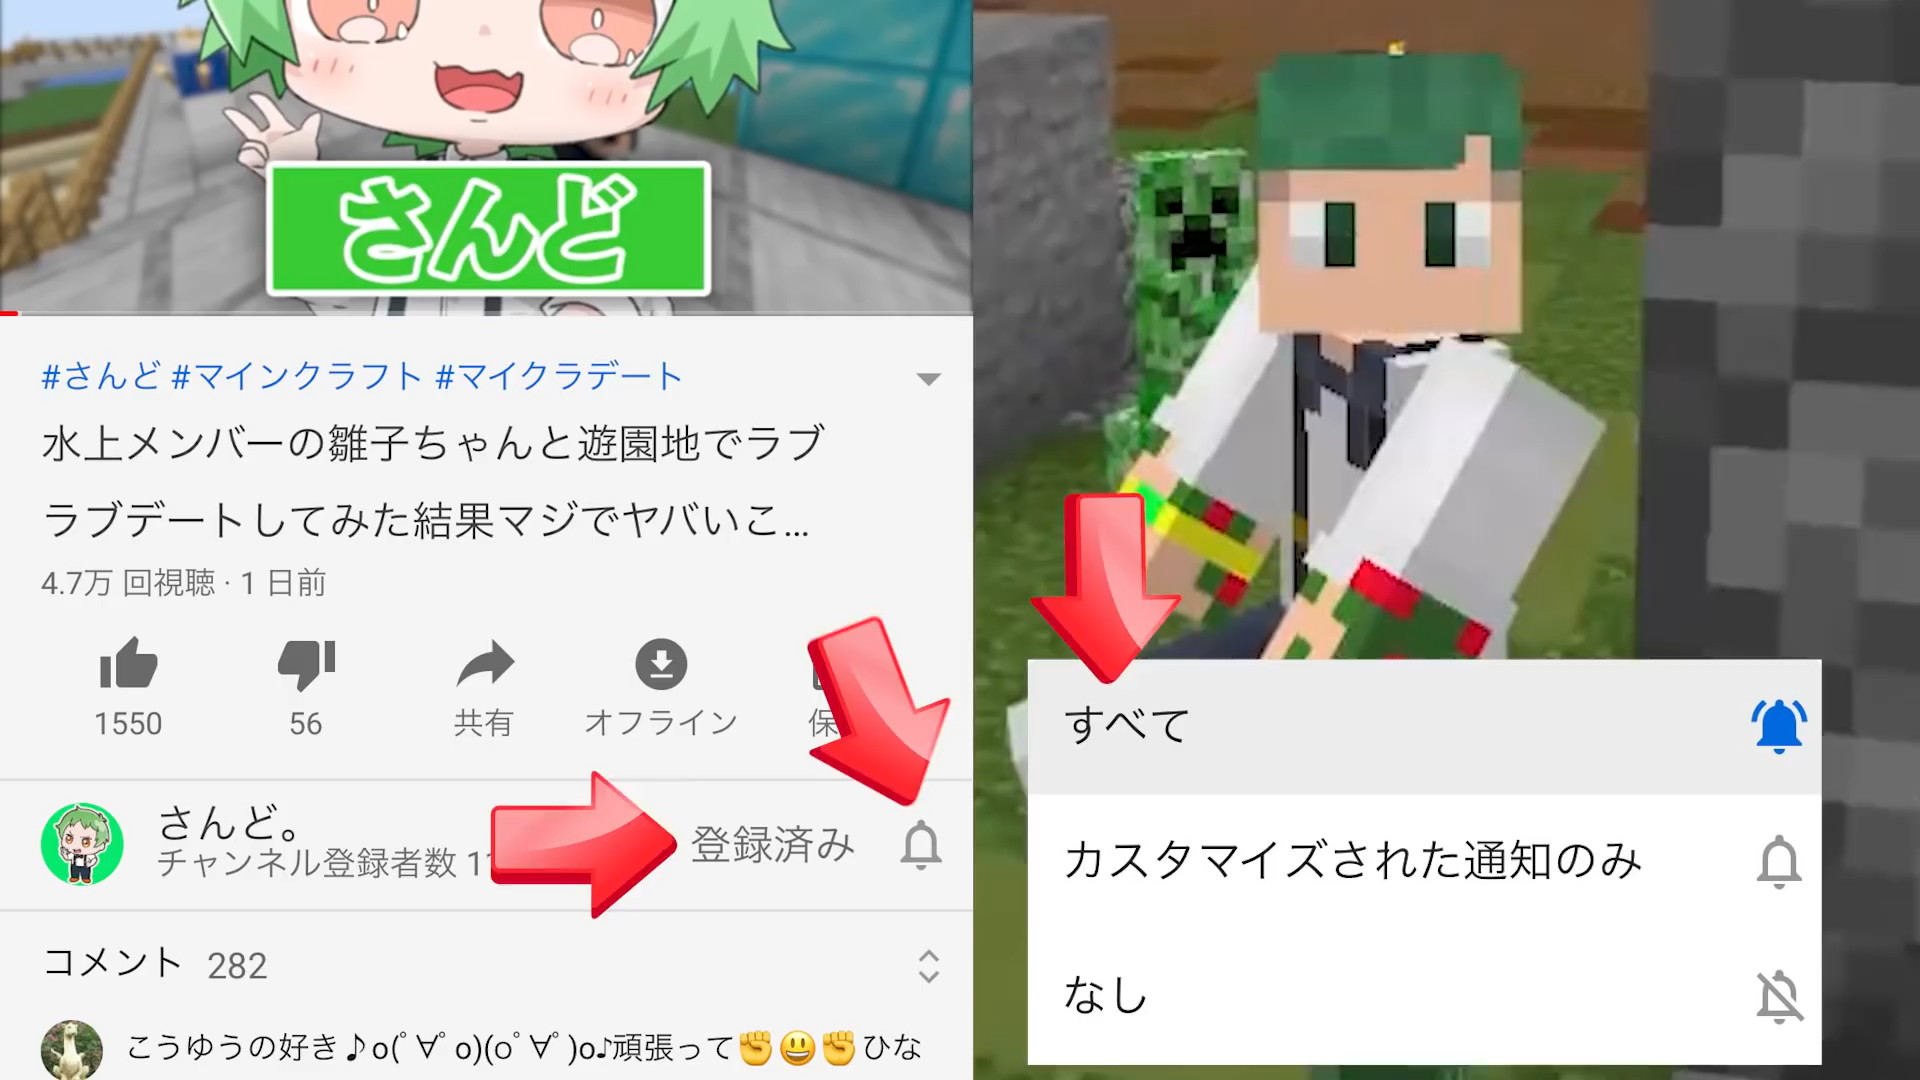 さんど
#さんど #マインクラフト #マイクラデート
水上メンバーの雛子ちゃんと遊園地でラブ
ラブデートしてみた結果マジでヤバいこ...
4.7万 回視聴 · 1 日前
1550
56
共有
オフライン
保
さんど。
チャンネル登録者数 1
登録済み
コメント 282
こうゆうの好き♪o(ﾟ∀ﾟo)(oﾟ∀ﾟ)o♪頑張って✊😃✊ひな
すべて
カスタマイズされた通知のみ
なし